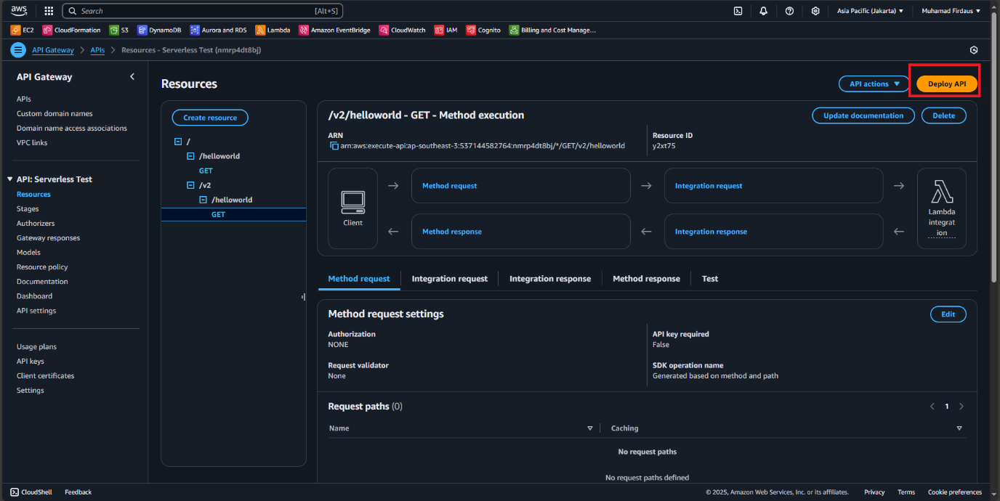 aws
Search [Alt+S]
Asia Pacific (Jakarta)
Muhamad Firdaus
EC2 CloudFormation S3 DynamoDB Aurora and RDS Lambda Amazon EventBridge CloudWatch IAM Cognito Billing and Cost Manage...
API Gateway > APIs > Resources - Serverless Test (nmrp4dt8bj)
API Gateway
APIs
Custom domain names
Domain name access associations
VPC links
API: Serverless Test
Resources
Stages
Authorizers
Gateway responses
Models
Resource policy
Documentation
Dashboard
API settings
Usage plans
API keys
Client certificates
Settings
Resources
API actions
Deploy API
Create resource
/
/helloworld
GET
/v2
/helloworld
GET
/v2/helloworld - GET - Method execution
Update documentation
Delete
ARN
arn:aws:execute-api:ap-southeast-3:537144582764:nmrp4dt8bj/*/GET/v2/helloworld
Resource ID
y2xt75
Client
Method request
Integration request
Method response
Integration response
Lambda
integrat
ion
Method request Integration request Integration response Method response Test
Method request settings
Edit
Authorization
NONE
API key required
False
Request validator
None
SDK operation name
Generated based on method and path
Request paths (0)
1
Name
Caching
No request paths
No request paths defined
CloudShell Feedback
© 2025, Amazon Web Services, Inc. or its affiliates. Privacy Terms Cookie preferences